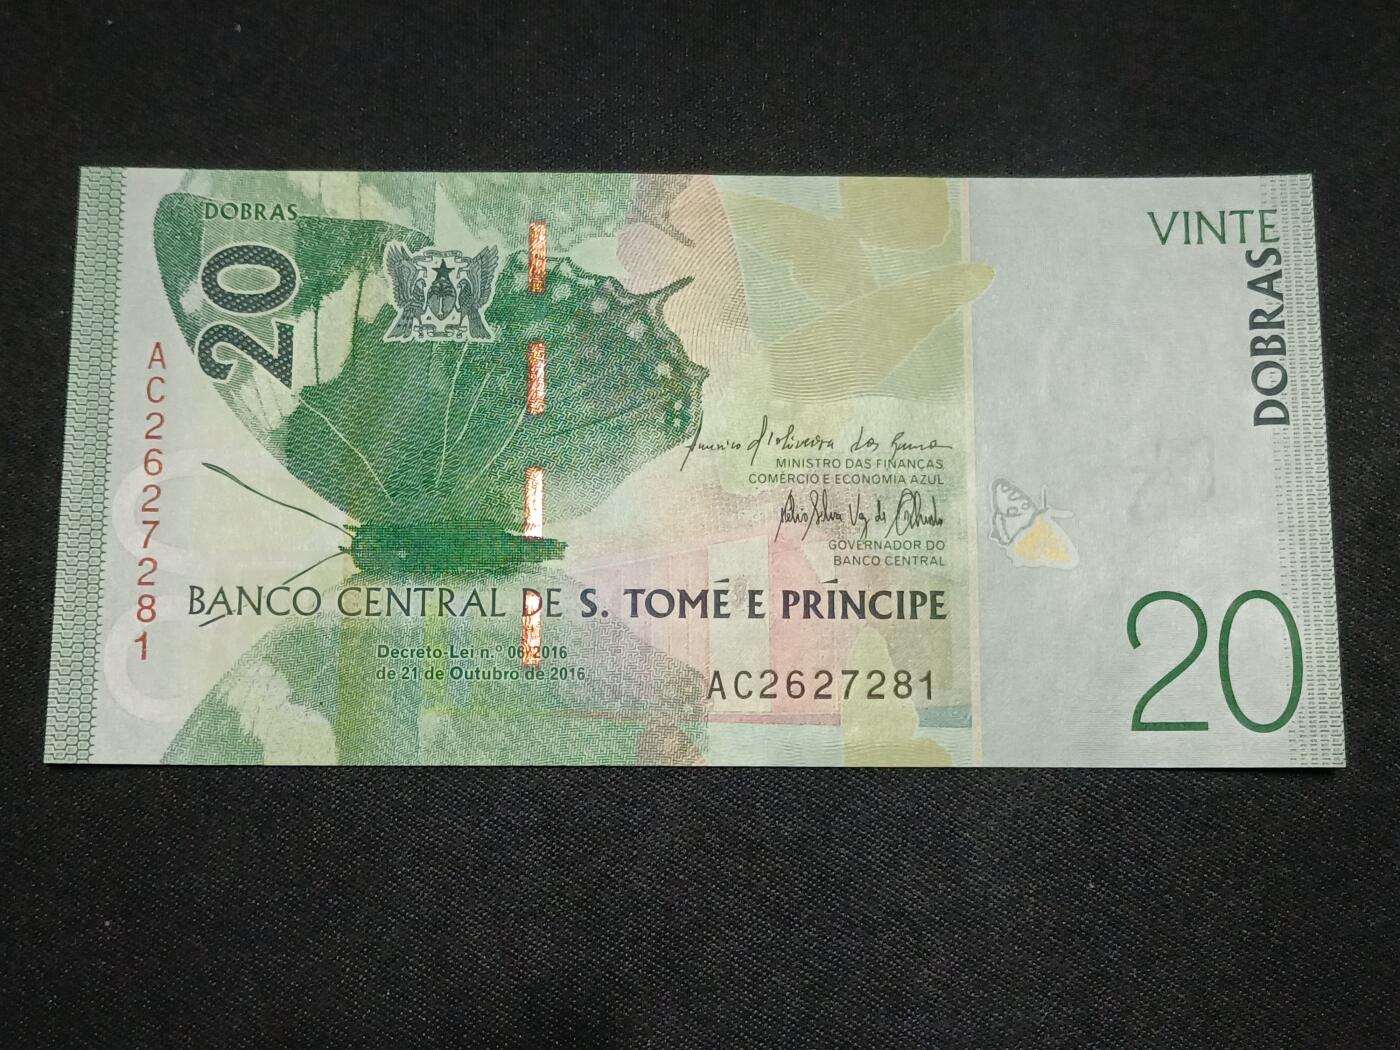 DOBRAS
20
AC2627281
VINTE
DOBRAS
MINISTRO DAS FINANÇAS
COMÉRCIO E ECONOMIA AZUL
GOVERNADOR DO
BANCO CENTRAL
BANCO CENTRAL DE S. TOMÉ E PRÍNCIPE
Decreto-Lei n.º 06/2016
de 21 de Outubro de 2016
AC2627281
20